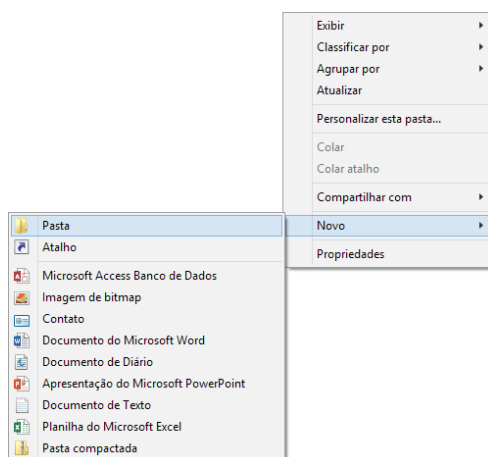 Exibir
Classificar por
Agrupar por
Atualizar
Personalizar esta pasta...
Colar
Colar atalho
Compartilhar com
Novo
Propriedades
Pasta
Atalho
Microsoft Access Banco de Dados
Imagem de bitmap
Contato
Documento do Microsoft Word
Documento de Diário
Apresentação do Microsoft PowerPoint
Documento de Texto
Planilha do Microsoft Excel
Pasta compactada